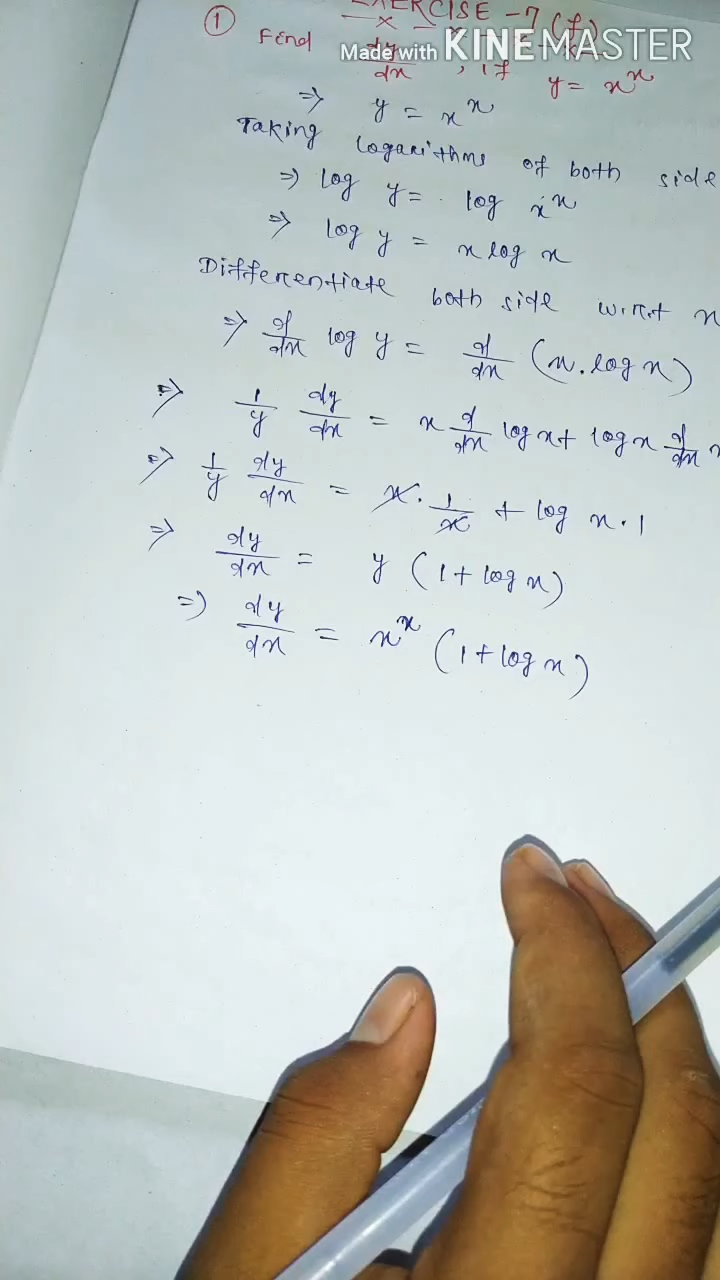 EXERCISE - 7 (f)
Made with KINEMASTER
① Find dy/dx, if y = x^x
⇒ y = x^x
Taking logarithms of both side
⇒ log y = log x^x
⇒ log y = x log x
Differentiate both side w.r.t x
⇒ d/dx log y = d/dx (x . log x)
⇒ 1/y dy/dx = x d/dx log x + log x d/dx x
⇒ 1/y dy/dx = x . 1/x + log x . 1
⇒ dy/dx = y (1 + log x)
⇒ dy/dx = x^x (1 + log x)